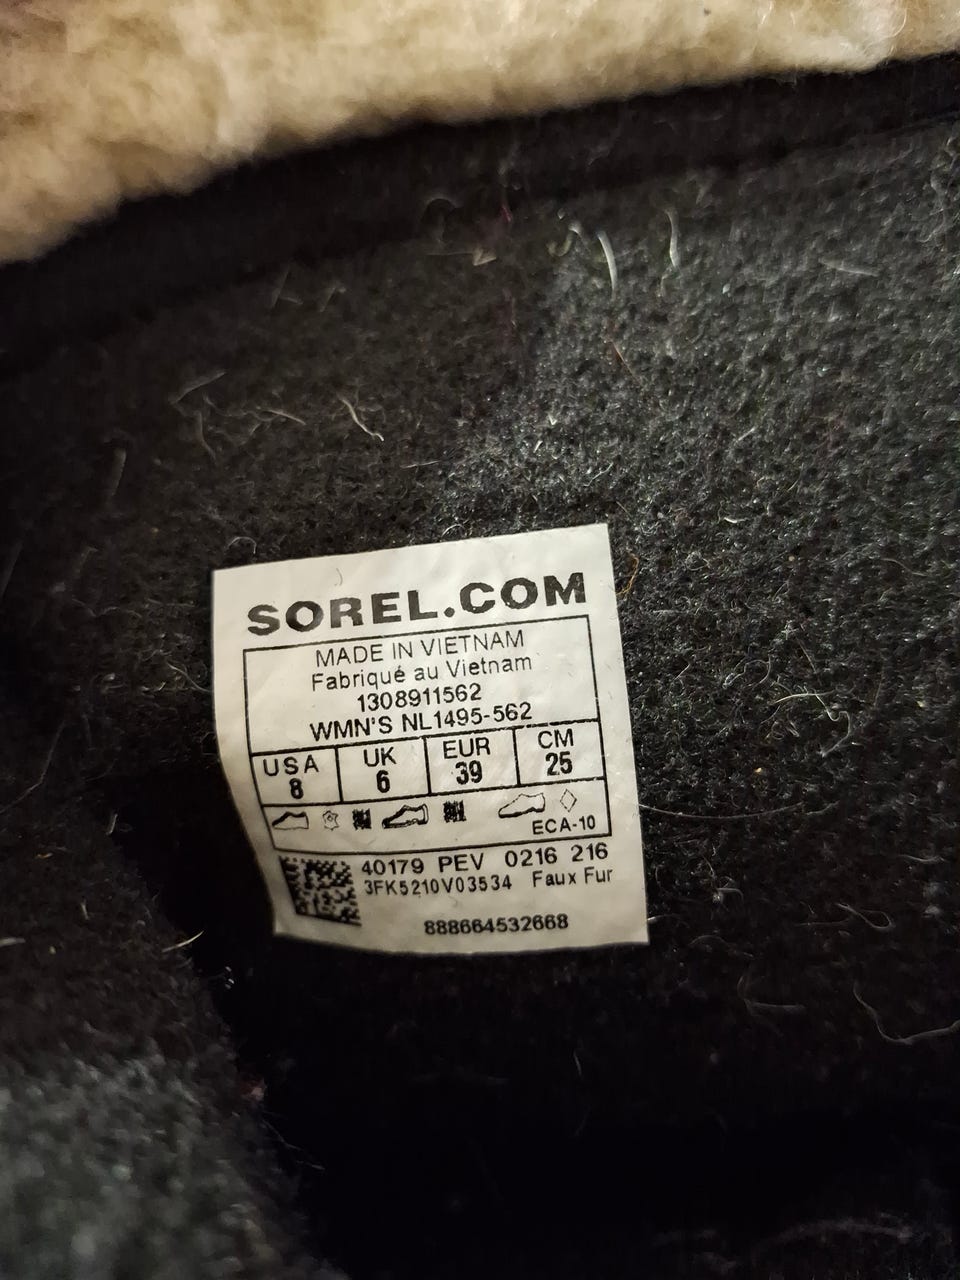 SOREL.COM
MADE IN VIETNAM
Fabriqué au Vietnam
1308911562
WMN'S NL1495-562
USA UK EUR CM
8 6 39 25
ECA-10
40179 PEV 0216 216
3FK5210V03534 Faux Fur
888664532668